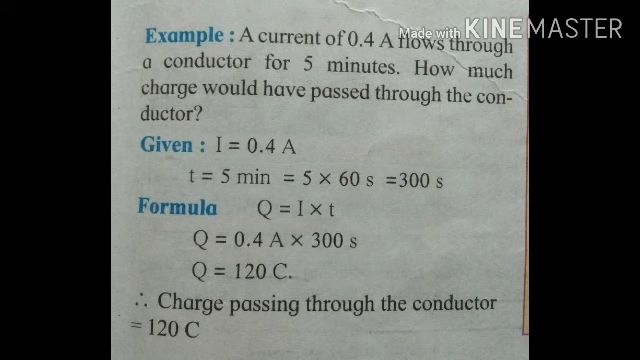 Made with KINEMASTER
Example : A current of 0.4 A flows through
a conductor for 5 minutes. How much
charge would have passed through the con-
ductor?
Given : I = 0.4 A
t = 5 min = 5 × 60 s =300 s
Formula Q = I × t
Q = 0.4 A × 300 s
Q = 120 C.
∴ Charge passing through the conductor
= 120 C